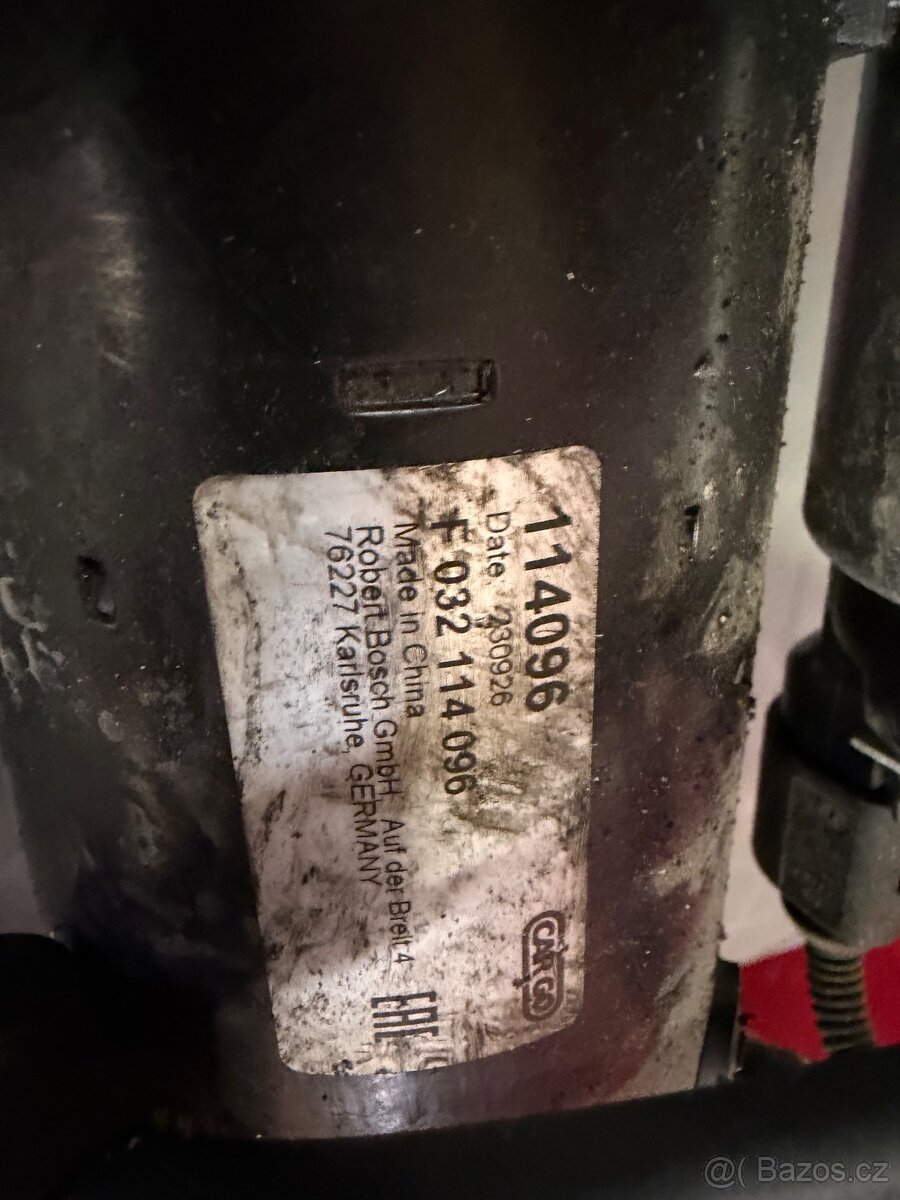 114096
Date : 230926
F 032 114 096
Made in China
Robert Bosch GmbH, Auf der Breit 4
76227 Karlsruhe, GERMANY
CARGO
EAC
@( Bazos.cz